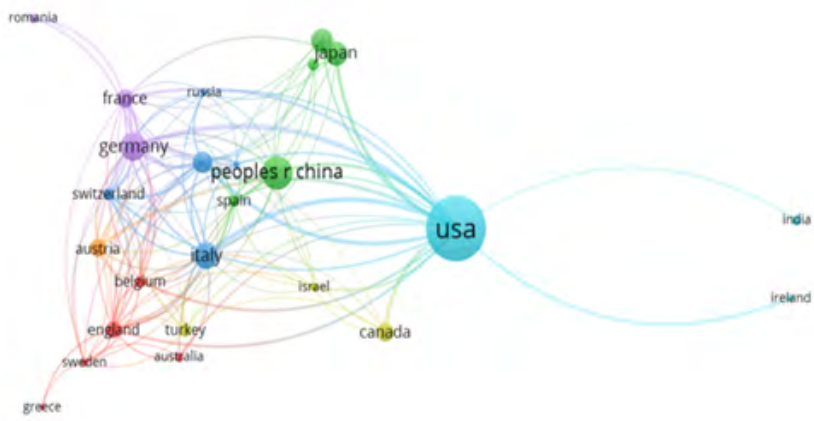 romania
japan
russia
france
germany
peoples r china
switzerland
spain
india
usa
austria
italy
belgium
israel
ireland
england
turkey
canada
australia
sweden
greece